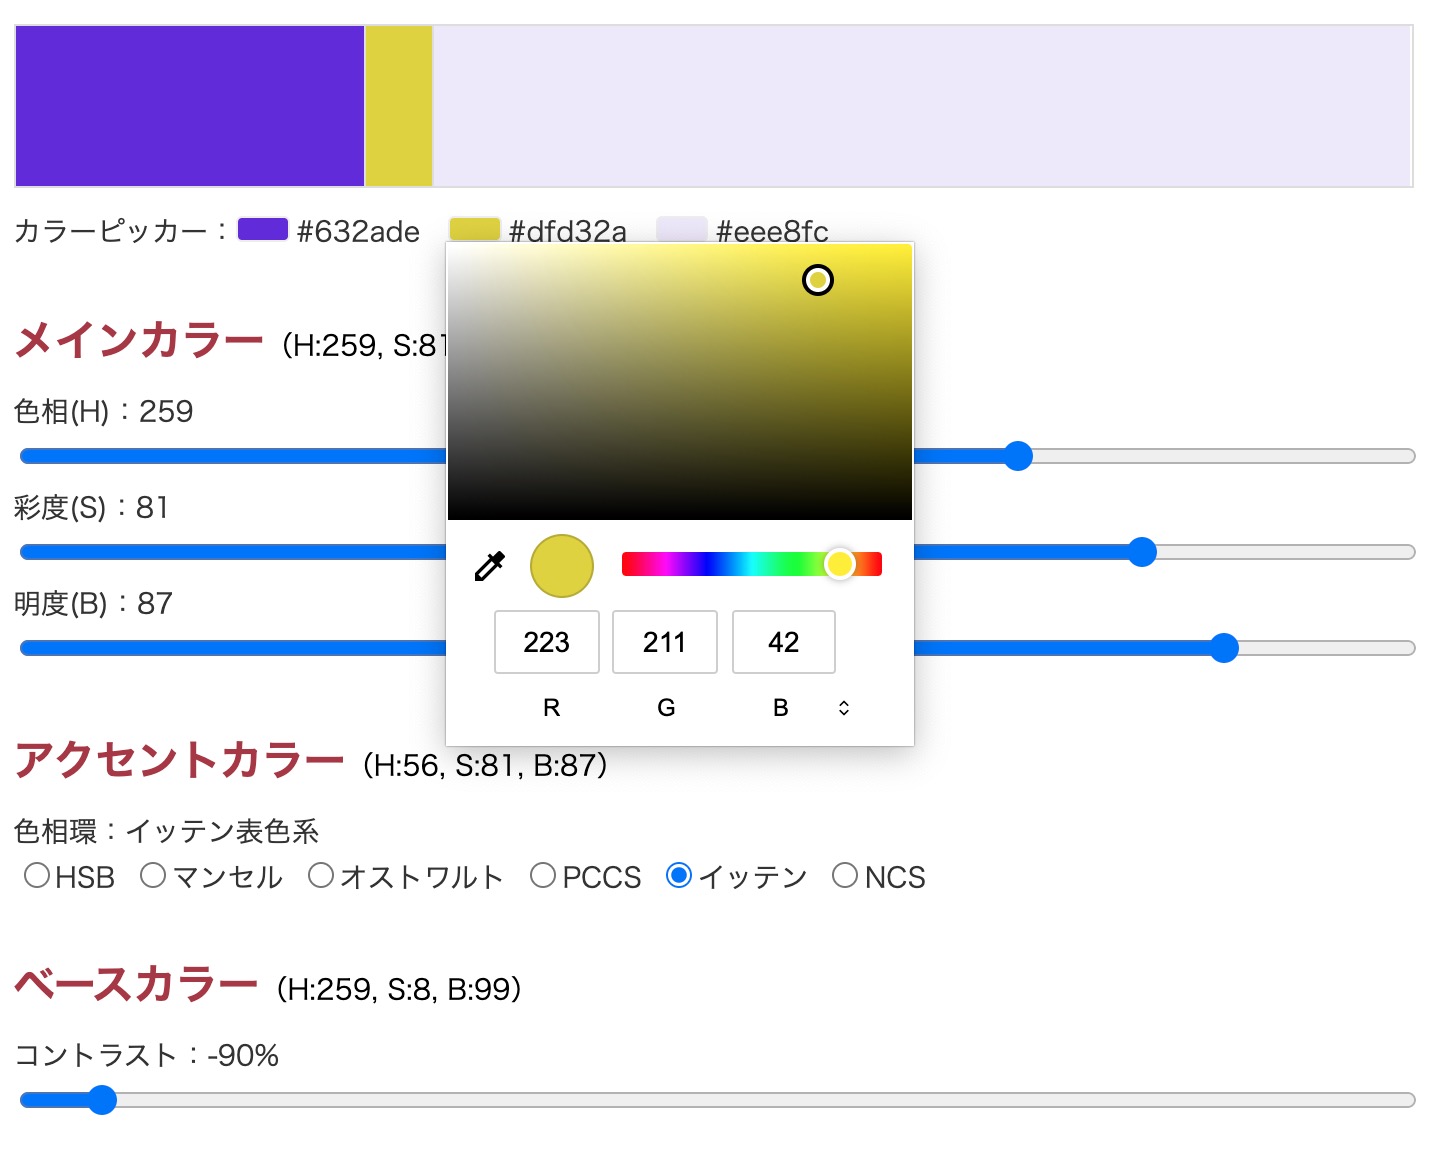 カラーピッカー： #632ade #dfd32a #eee8fc
メインカラー (H:259, S:81
色相(H)：259
彩度(S)：81
明度(B)：87
223 211 42
R G B
アクセントカラー (H:56, S:81, B:87)
色相環：イッテン表色系
HSB マンセル オストワルト PCCS イッテン NCS
ベースカラー (H:259, S:8, B:99)
コントラスト：-90%